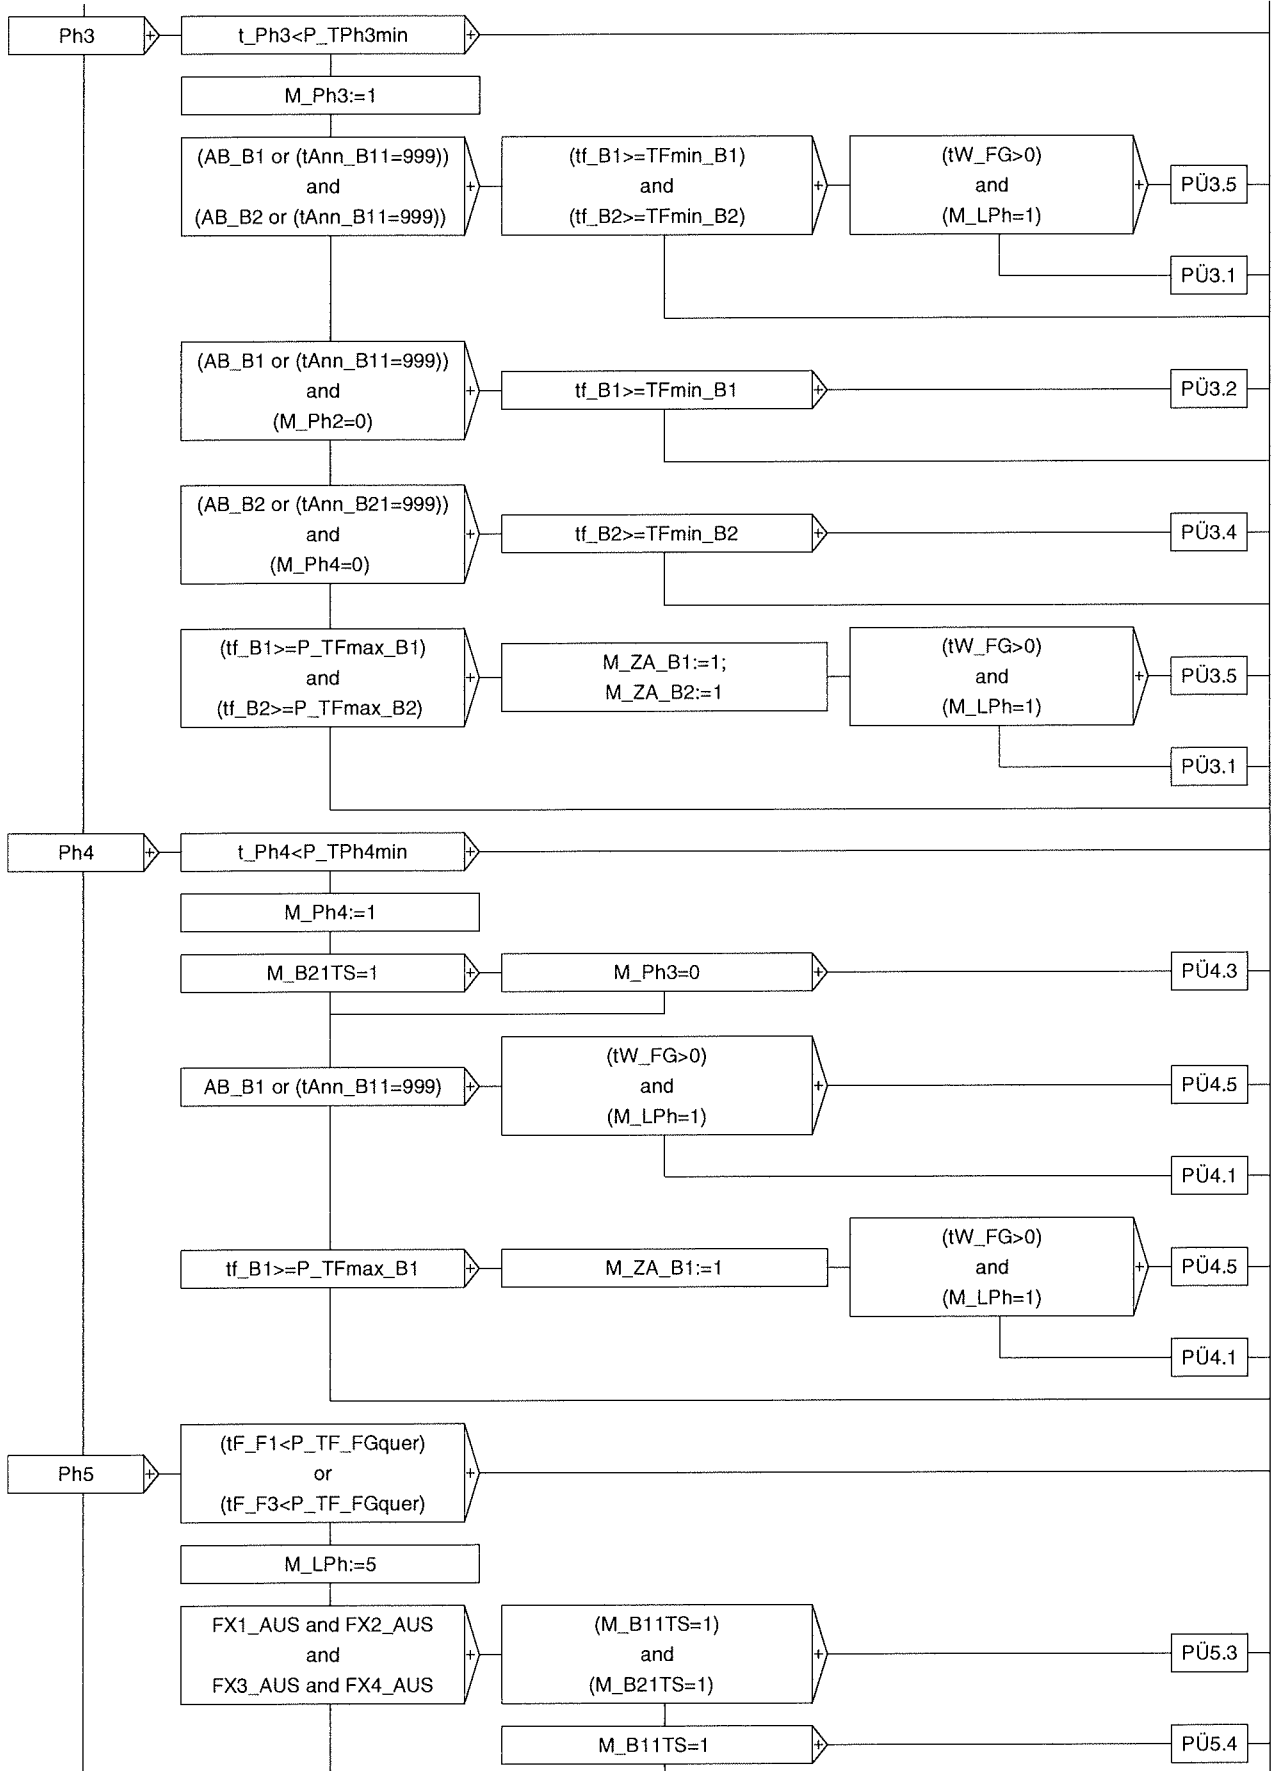 Ph3
+
t_Ph3<P_TPh3min
+
M_Ph3:=1
(AB_B1 or (tAnn_B11=999))
and
(AB_B2 or (tAnn_B11=999))
+
(tf_B1>=TFmin_B1)
and
(tf_B2>=TFmin_B2)
+
(tW_FG>0)
and
(M_LPh=1)
+
PÜ3.5
PÜ3.1
(AB_B1 or (tAnn_B11=999))
and
(M_Ph2=0)
+
tf_B1>=TFmin_B1
+
PÜ3.2
(AB_B2 or (tAnn_B21=999))
and
(M_Ph4=0)
+
tf_B2>=TFmin_B2
+
PÜ3.4
(tf_B1>=P_TFmax_B1)
and
(tf_B2>=P_TFmax_B2)
+
M_ZA_B1:=1;
M_ZA_B2:=1
(tW_FG>0)
and
(M_LPh=1)
+
PÜ3.5
PÜ3.1
Ph4
+
t_Ph4<P_TPh4min
+
M_Ph4:=1
M_B21TS=1
+
M_Ph3=0
+
PÜ4.3
AB_B1 or (tAnn_B11=999)
+
(tW_FG>0)
and
(M_LPh=1)
+
PÜ4.5
PÜ4.1
tf_B1>=P_TFmax_B1
+
M_ZA_B1:=1
(tW_FG>0)
and
(M_LPh=1)
+
PÜ4.5
PÜ4.1
Ph5
+
(tF_F1<P_TF_FGquer)
or
(tF_F3<P_TF_FGquer)
+
M_LPh:=5
FX1_AUS and FX2_AUS
and
FX3_AUS and FX4_AUS
+
(M_B11TS=1)
and
(M_B21TS=1)
+
PÜ5.3
M_B11TS=1
+
PÜ5.4